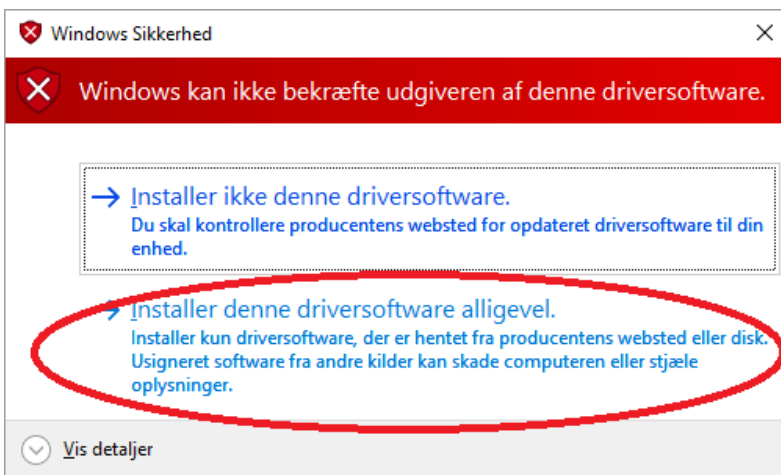 Windows Sikkerhed
Windows kan ikke bekræfte udgiveren af denne driversoftware.
Installer ikke denne driversoftware.
Du skal kontrollere producentens websted for opdateret driversoftware til din
enhed.
Installer denne driversoftware alligevel.
Installer kun driversoftware, der er hentet fra producentens websted eller disk.
Usigneret software fra andre kilder kan skade computeren eller stjæle
oplysninger.
Vis detaljer